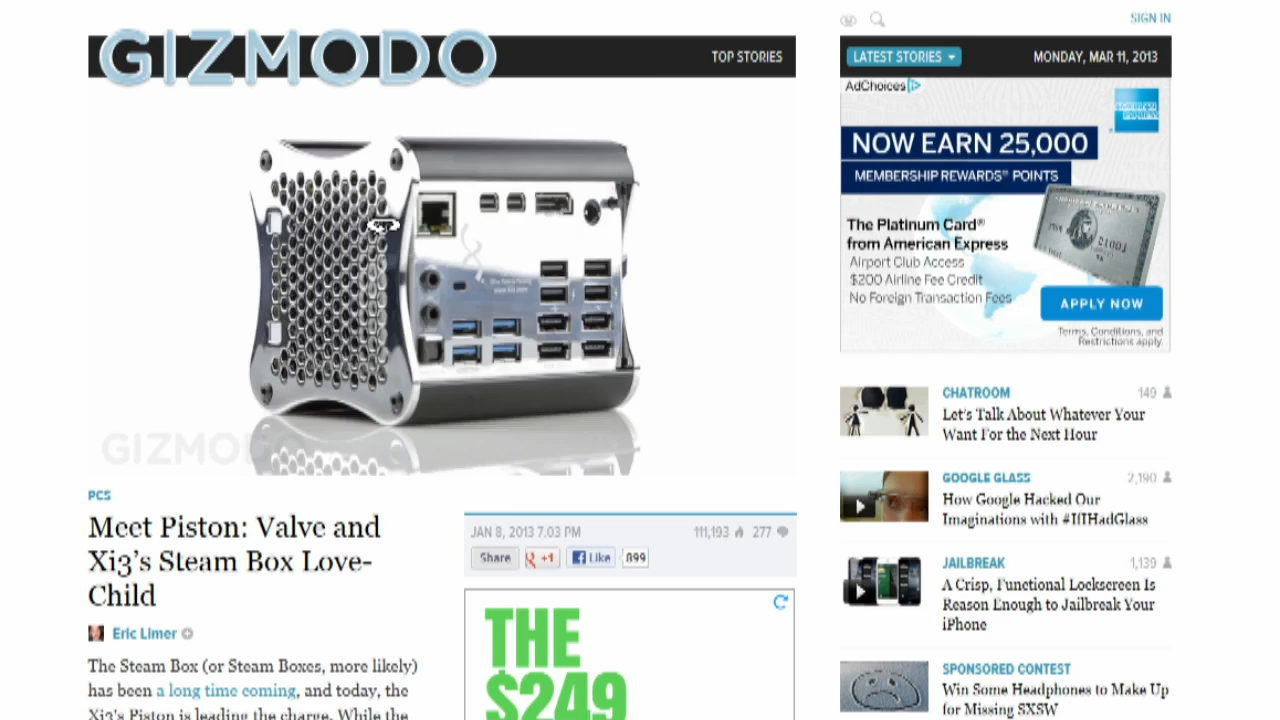 GIZMODO
TOP STORIES
SIGN IN
LATEST STORIES
MONDAY, MAR 11, 2013
AdChoices
NOW EARN 25,000
MEMBERSHIP REWARDS® POINTS
The Platinum Card®
from American Express
Airport Club Access
$200 Airline Fee Credit
No Foreign Transaction Fees
APPLY NOW
Terms, Conditions, and
Restrictions apply.
GIZMODO
PCS
Meet Piston: Valve and
Xi3's Steam Box Love-
Child
Eric Limer
The Steam Box (or Steam Boxes, more likely)
has been a long time coming, and today, the
Xi3's Piston is leading the charge. While the
JAN 8, 2013 7:03 PM
111,193
277
Share
+1
Like
899
THE
$249
CHATROOM
149
Let's Talk About Whatever Your
Want For the Next Hour
GOOGLE GLASS
2,190
How Google Hacked Our
Imaginations with #IfIHadGlass
JAILBREAK
1,139
A Crisp, Functional Lockscreen Is
Reason Enough to Jailbreak Your
iPhone
SPONSORED CONTEST
Win Some Headphones to Make Up
for Missing SXSW